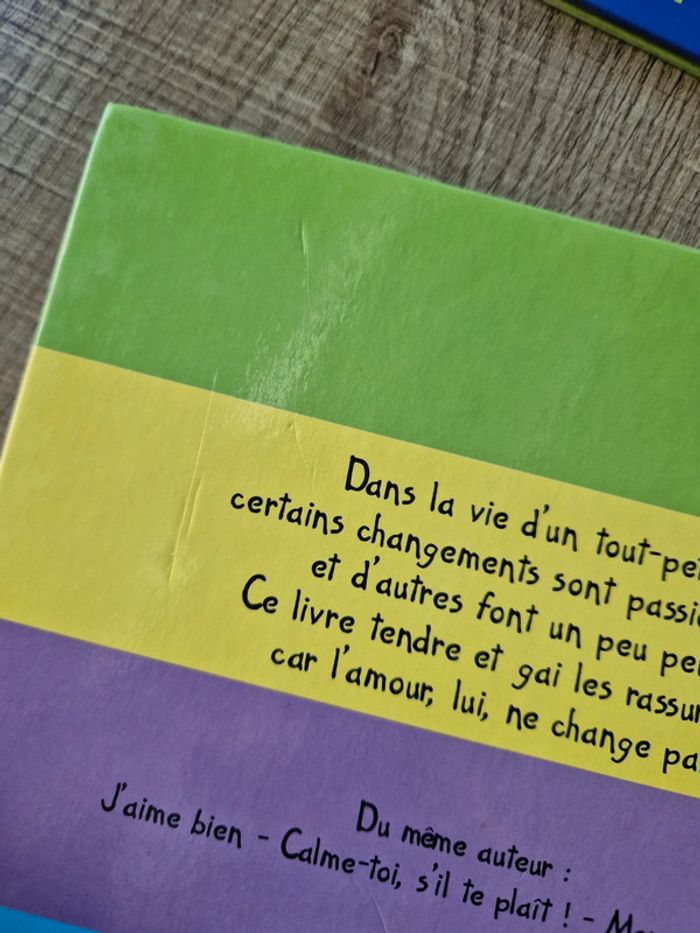 Dans la vie d'un tout-pe
certains changements sont passi
et d'autres font un peu pe
Ce livre tendre et gai les rassur
car l'amour, lui, ne change pa
Du même auteur :
J'aime bien - Calme-toi, s'il te plaît ! -